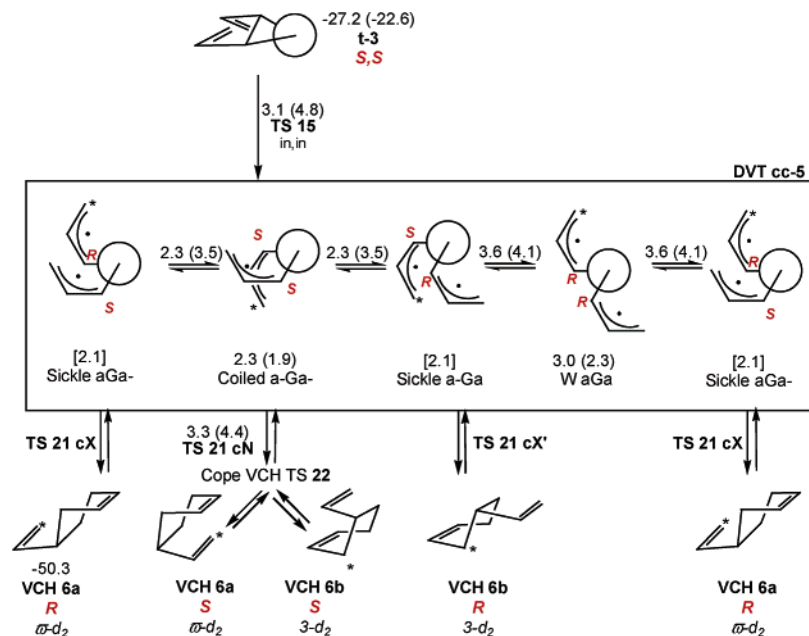 -27.2 (-22.6)
t-3
S,S
3.1 (4.8)
TS 15
in,in
DVT cc-5
* * * *
R S S R R
2.3 (3.5) 2.3 (3.5) 3.6 (4.1) 3.6 (4.1)
S * S * R S
[2.1] 2.3 (1.9) [2.1] 3.0 (2.3) [2.1]
Sickle aGa- Coiled a-Ga- Sickle a-Ga W aGa Sickle aGa-
TS 21 cX 3.3 (4.4) TS 21 cX' TS 21 cX
TS 21 cN
Cope VCH TS 22
* * * * *
-50.3
VCH 6a VCH 6a VCH 6b VCH 6b VCH 6a
R S S R R
ϖ-d₂ ϖ-d₂ 3-d₂ 3-d₂ ϖ-d₂